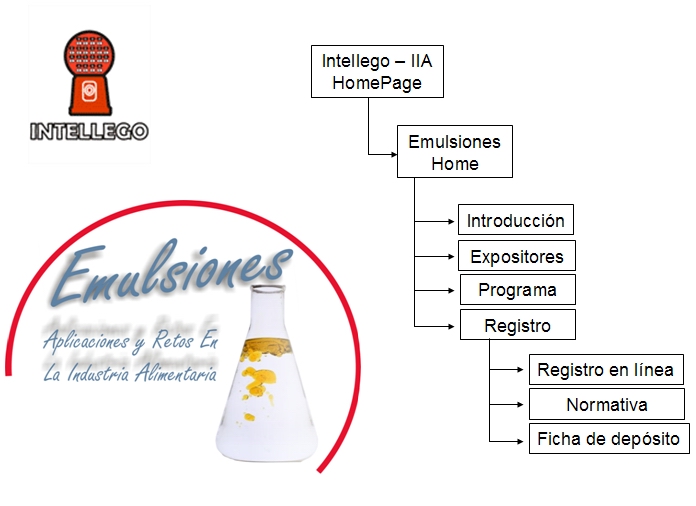 INTELLEGO
Intellego – IIA
HomePage
Emulsiones
Home
Introducción
Expositores
Programa
Registro
Registro en línea
Normativa
Ficha de depósito
Emulsiones
Aplicaciones y Retos En
La Industria Alimentaria